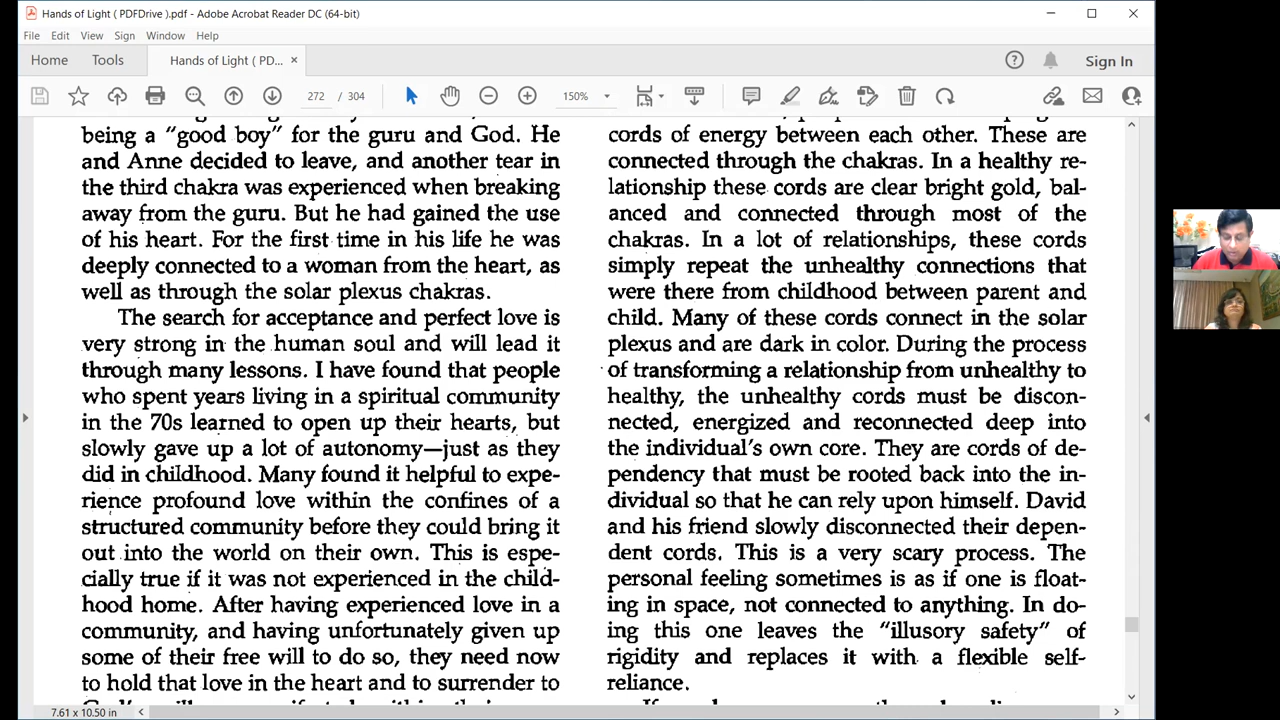 Hands of Light ( PDFDrive ).pdf - Adobe Acrobat Reader DC (64-bit)
File Edit View Sign Window Help
Home Tools Hands of Light ( PD... × Sign In
272 / 304 150%
being a “good boy” for the guru and God. He
and Anne decided to leave, and another tear in
the third chakra was experienced when breaking
away from the guru. But he had gained the use
of his heart. For the first time in his life he was
deeply connected to a woman from the heart, as
well as through the solar plexus chakras.
The search for acceptance and perfect love is
very strong in the human soul and will lead it
through many lessons. I have found that people
who spent years living in a spiritual community
in the 70s learned to open up their hearts, but
slowly gave up a lot of autonomy—just as they
did in childhood. Many found it helpful to expe-
rience profound love within the confines of a
structured community before they could bring it
out into the world on their own. This is espe-
cially true if it was not experienced in the child-
hood home. After having experienced love in a
community, and having unfortunately given up
some of their free will to do so, they need now
to hold that love in the heart and to surrender to
cords of energy between each other. These are
connected through the chakras. In a healthy re-
lationship these cords are clear bright gold, bal-
anced and connected through most of the
chakras. In a lot of relationships, these cords
simply repeat the unhealthy connections that
were there from childhood between parent and
child. Many of these cords connect in the solar
plexus and are dark in color. During the process
of transforming a relationship from unhealthy to
healthy, the unhealthy cords must be discon-
nected, energized and reconnected deep into
the individual’s own core. They are cords of de-
pendency that must be rooted back into the in-
dividual so that he can rely upon himself. David
and his friend slowly disconnected their depen-
dent cords. This is a very scary process. The
personal feeling sometimes is as if one is float-
ing in space, not connected to anything. In do-
ing this one leaves the “illusory safety” of
rigidity and replaces it with a flexible self-
reliance.
7.61 x 10.50 in